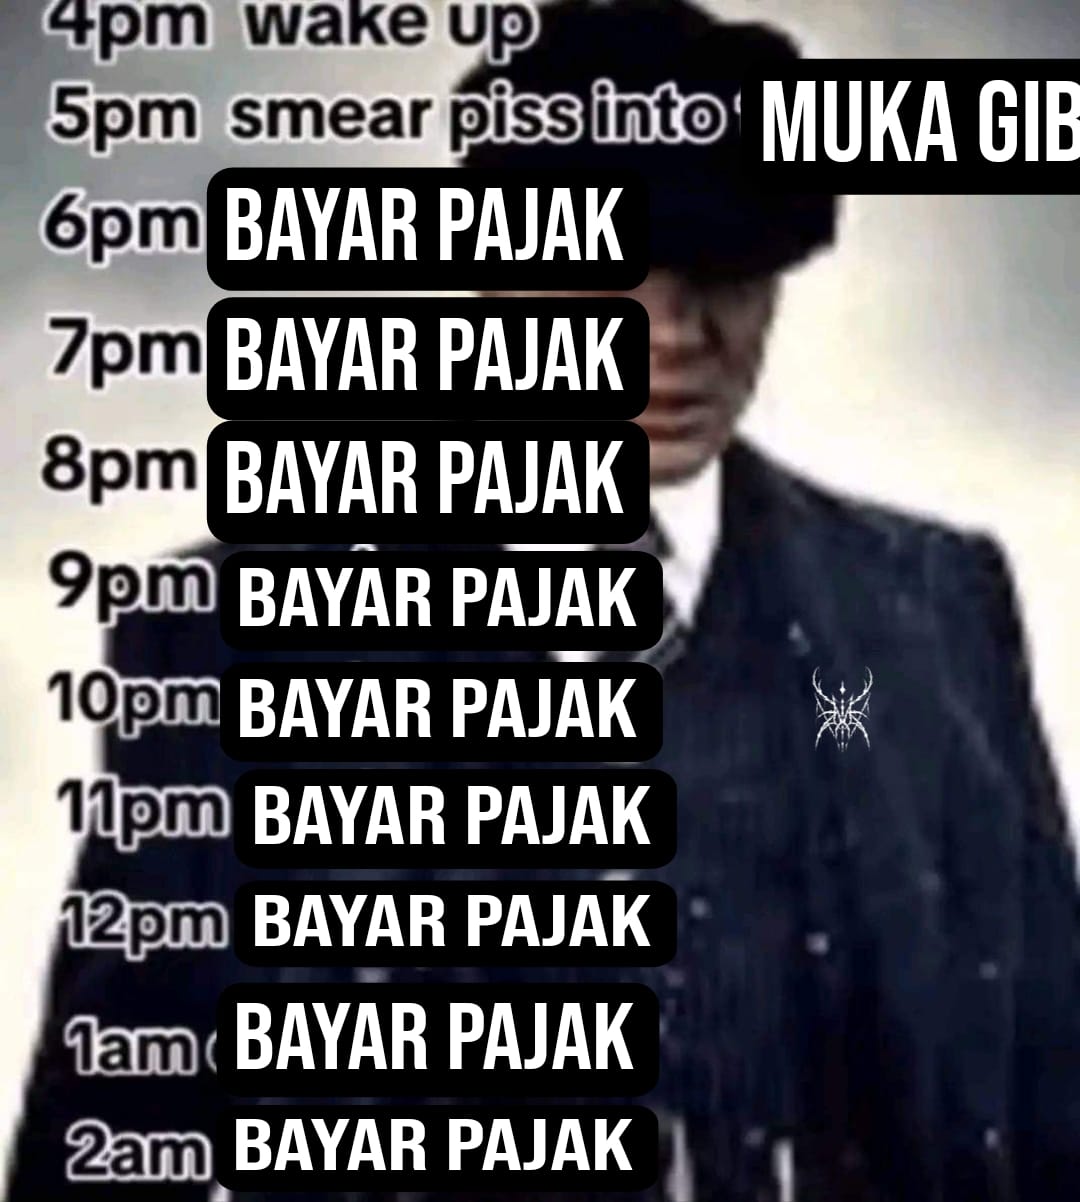 4pm wake up
5pm smear piss into MUKA GIB
6pm BAYAR PAJAK
7pm BAYAR PAJAK
8pm BAYAR PAJAK
9pm BAYAR PAJAK
10pm BAYAR PAJAK
11pm BAYAR PAJAK
12pm BAYAR PAJAK
1am BAYAR PAJAK
2am BAYAR PAJAK